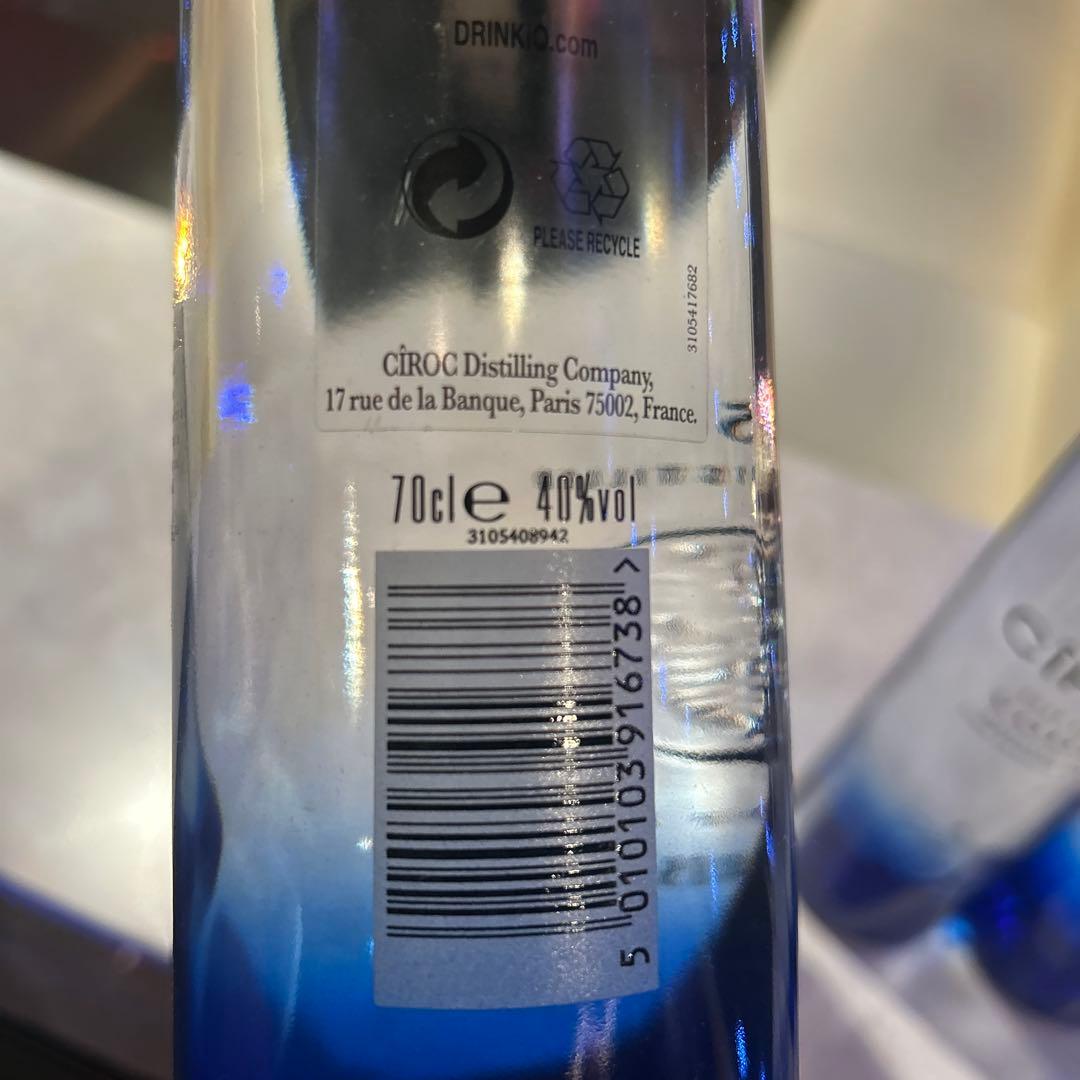 DRINKiQ.com
PLEASE RECYCLE
3105417682
CÎROC Distilling Company,
17 rue de la Banque, Paris 75002, France.
70cl e 40%vol
3105408942
5 010103 916738 >